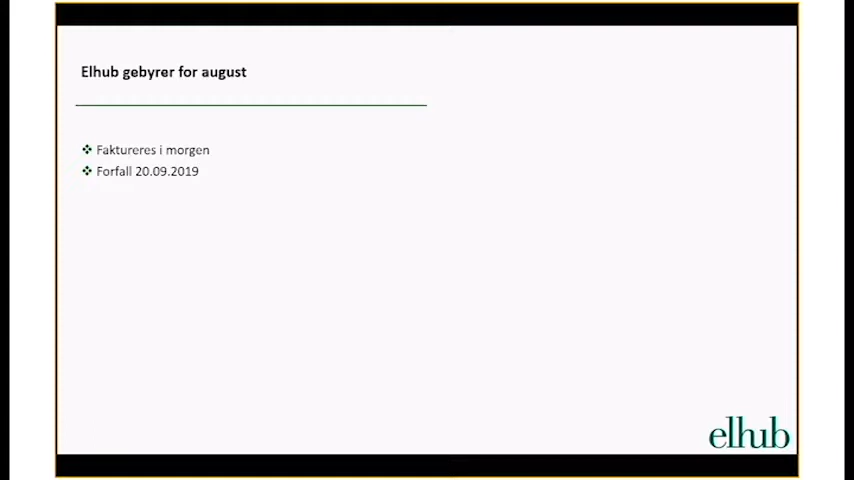 Elhub gebyrer for august
Faktureres i morgen
Forfall 20.09.2019
elhub